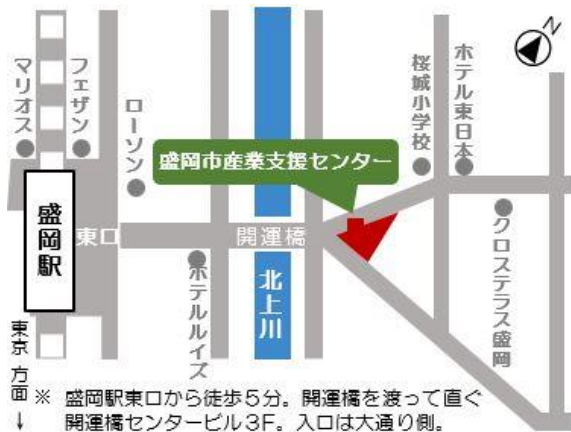 N
マリオス
フェザン
ローソン
桜城小学校
ホテル東日本
盛岡市産業支援センター
盛岡駅
東口
開運橋
北上川
ホテルルイズ
クロステラス盛岡
東京方面
↓
※ 盛岡駅東口から徒歩5分。開運橋を渡って直ぐ
開運橋センタービル3F。入口は大通り側。